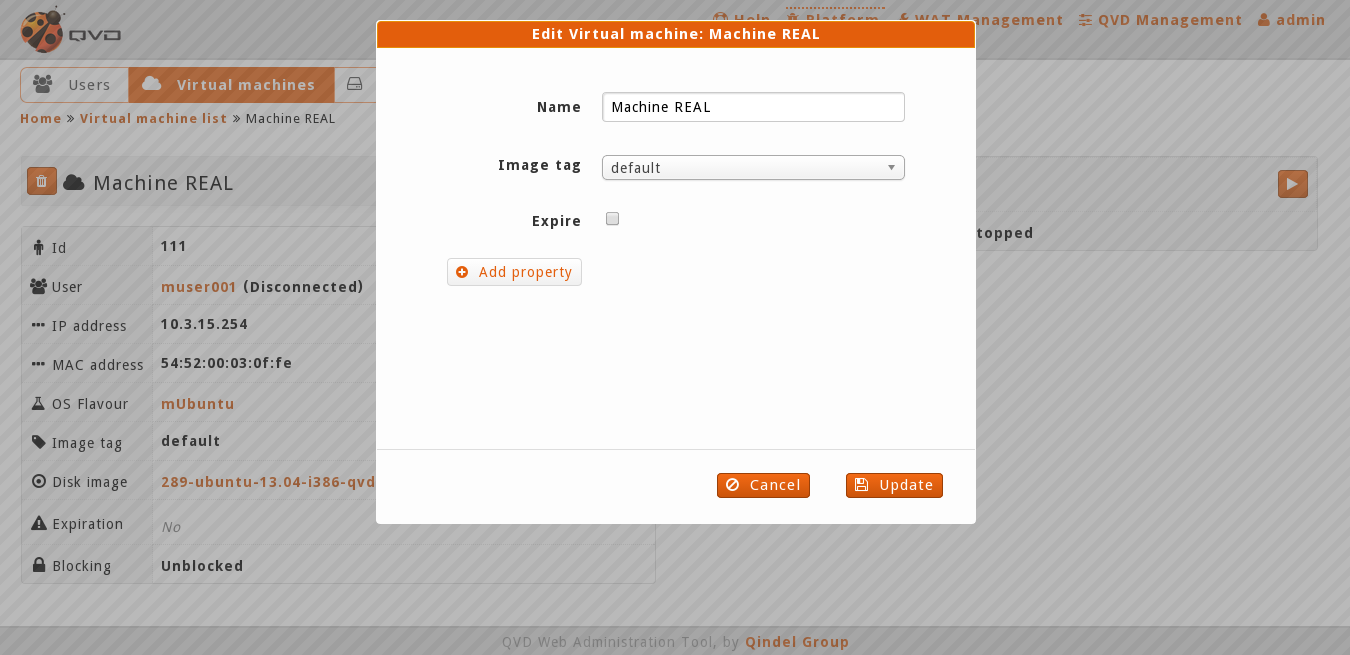 QVD
Help Platform WAT Management QVD Management admin
Users Virtual machines
Home » Virtual machine list » Machine REAL
Machine REAL
Id 111
User muser001 (Disconnected)
IP address 10.3.15.254
MAC address 54:52:00:03:0f:fe
OS Flavour mUbuntu
Image tag default
Disk image 289-ubuntu-13.04-i386-qvd
Expiration No
Blocking Unblocked
topped
Edit Virtual machine: Machine REAL
Name Machine REAL
Image tag default
Expire
Add property
Cancel Update
QVD Web Administration Tool, by Qindel Group